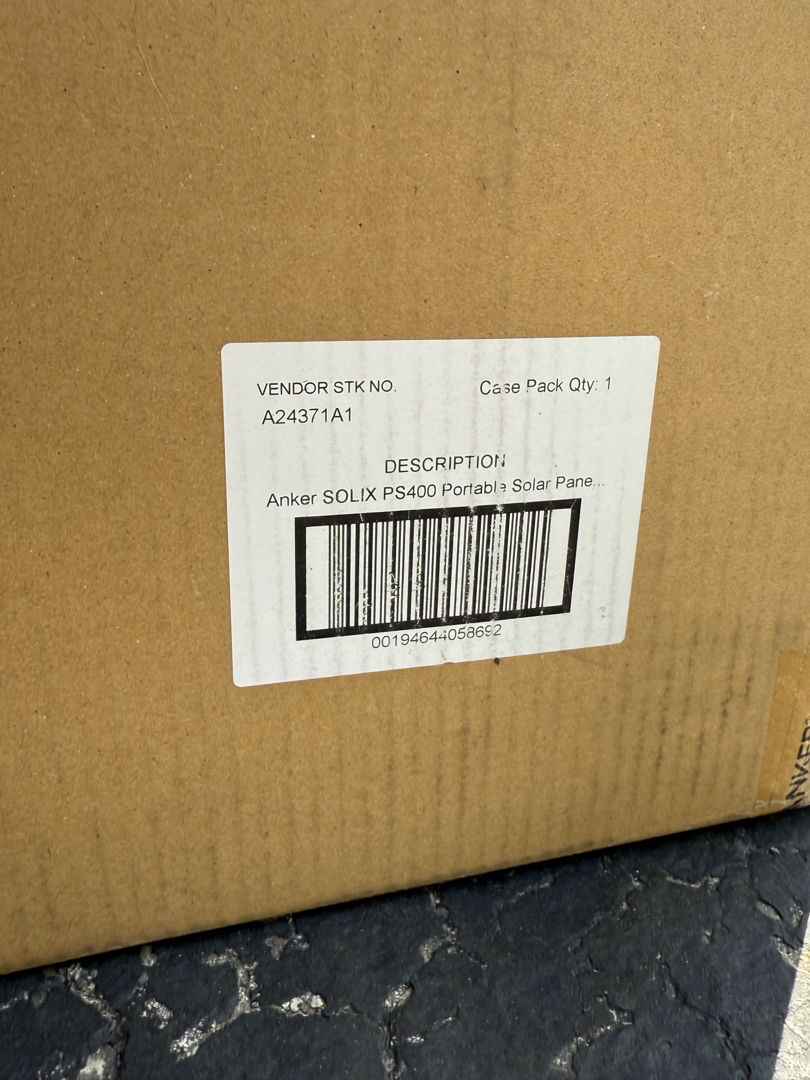 VENDOR STK NO.
Case Pack Qty: 1
A24371A1
DESCRIPTION
Anker SOLIX PS400 Portable Solar Pane...
00194644058692